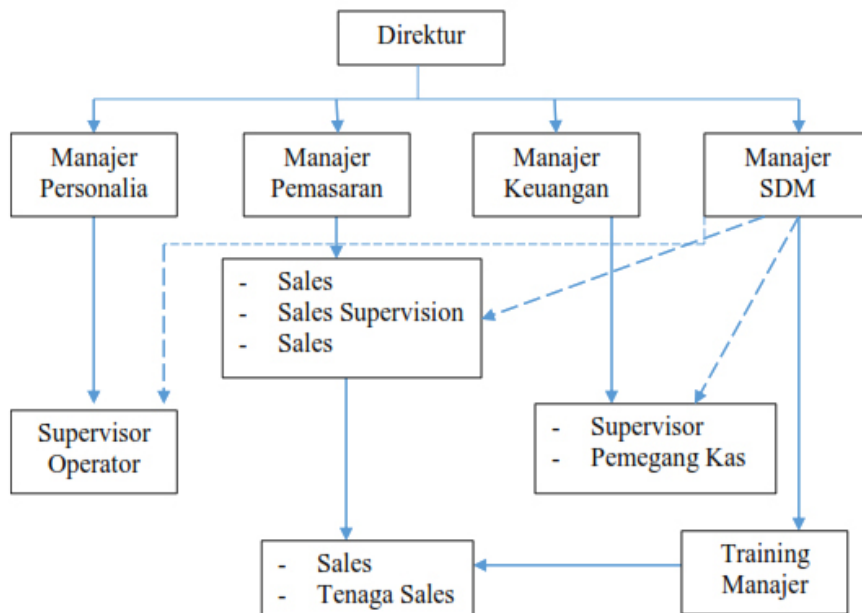 Direktur
Manajer
Personalia
Manajer
Pemasaran
Manajer
Keuangan
Manajer
SDM
- Sales
- Sales Supervision
- Sales
Supervisor
Operator
- Supervisor
- Pemegang Kas
- Sales
- Tenaga Sales
Training
Manajer